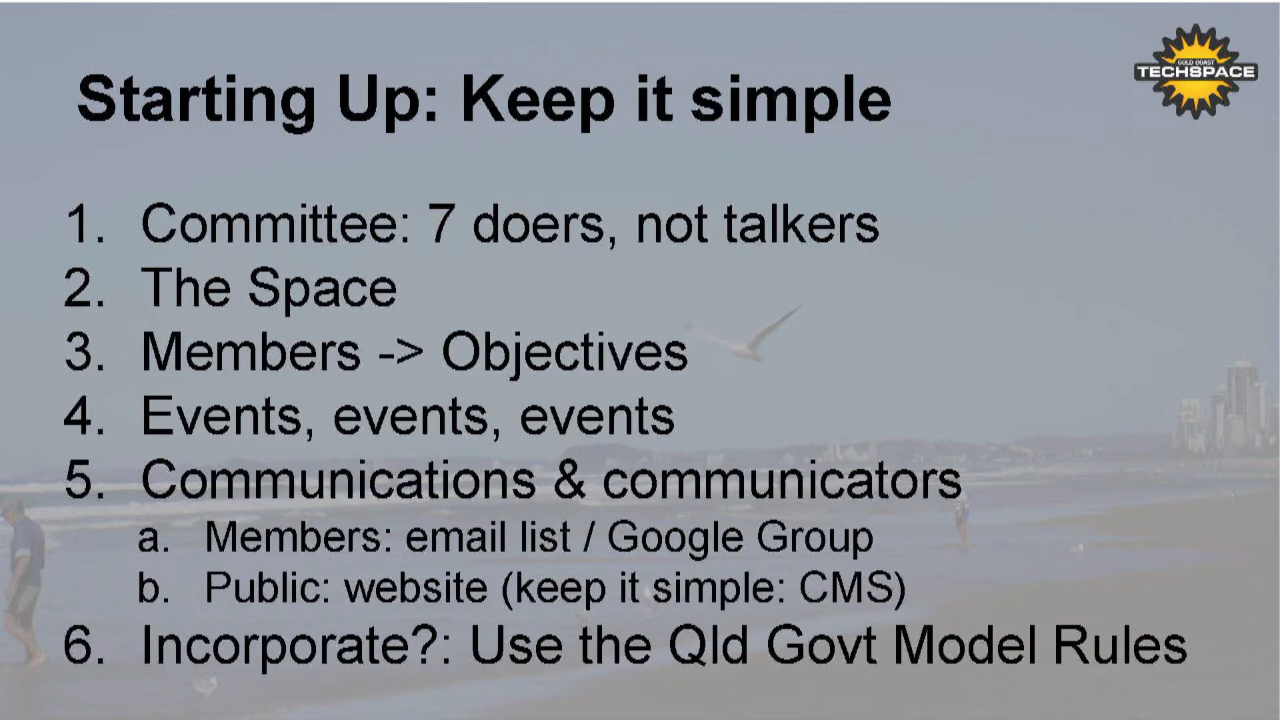 GOLD COAST
TECHSPACE
Starting Up: Keep it simple
1. Committee: 7 doers, not talkers
2. The Space
3. Members -> Objectives
4. Events, events, events
5. Communications & communicators
a. Members: email list / Google Group
b. Public: website (keep it simple: CMS)
6. Incorporate?: Use the Qld Govt Model Rules